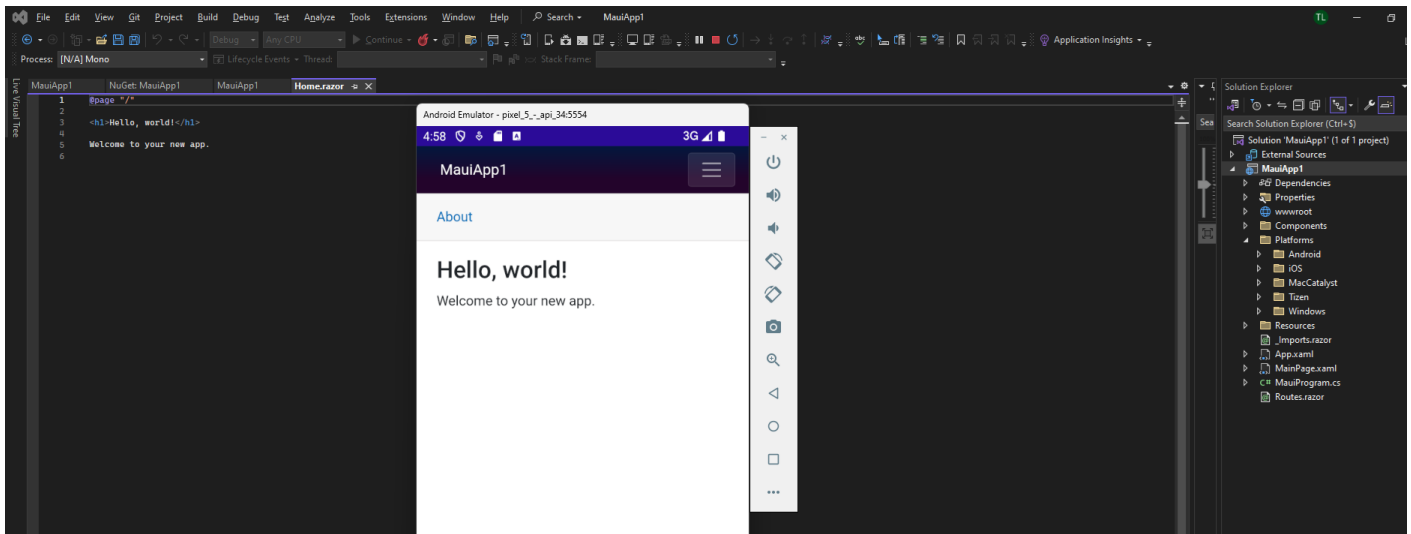 File Edit View Git Project Build Debug Test Analyze Tools Extensions Window Help Search MauiApp1 TL
Debug Any CPU Continue Application Insights
Process: [N/A] Mono Lifecycle Events Thread: Stack Frame:
Live Visual Tree
MauiApp1 NuGet: MauiApp1 MauiApp1 Home.razor
1 @page "/"
2
3 <h1>Hello, world!</h1>
4
5 Welcome to your new app.
6
Android Emulator - pixel_5_-_api_34:5554
4:58 3G
MauiApp1
About
Hello, world!
Welcome to your new app.
Sea
Solution Explorer
Search Solution Explorer (Ctrl+$)
Solution 'MauiApp1' (1 of 1 project)
External Sources
MauiApp1
Dependencies
Properties
wwwroot
Components
Platforms
Android
iOS
MacCatalyst
Tizen
Windows
Resources
_Imports.razor
App.xaml
MainPage.xaml
C# MauiProgram.cs
Routes.razor